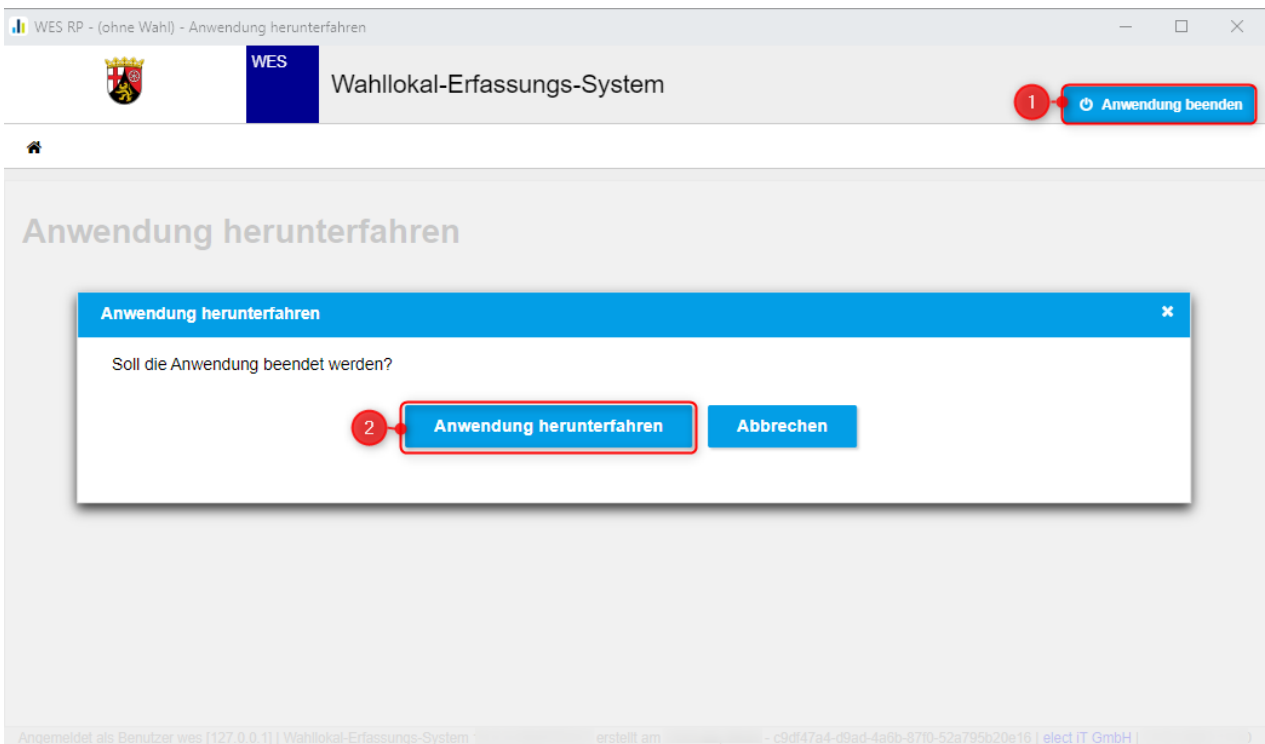 WES RP - (ohne Wahl) - Anwendung herunterfahren
WES
Wahllokal-Erfassungs-System
1
Anwendung beenden
Anwendung herunterfahren
Anwendung herunterfahren
Soll die Anwendung beendet werden?
2
Anwendung herunterfahren
Abbrechen
Angemeldet als Benutzer wes [127.0.0.1] | Wahllokal-Erfassungs-System erstellt am - c9df47a4-d9ad-4a6b-87f0-52a795b20e16 | elect iT GmbH |